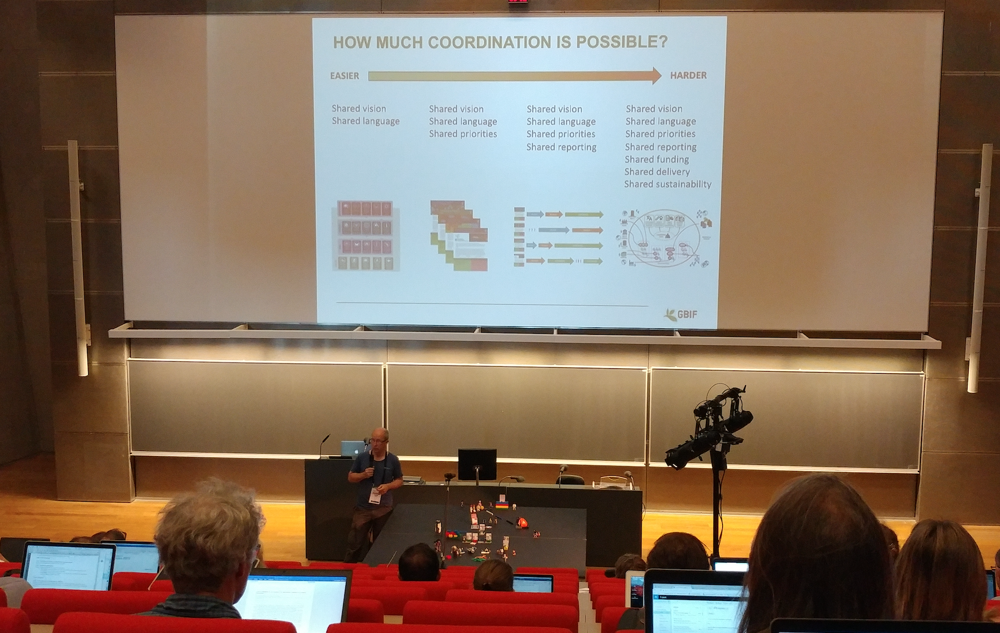 HOW MUCH COORDINATION IS POSSIBLE?
EASIER
HARDER
Shared vision
Shared language
Shared vision
Shared language
Shared priorities
Shared vision
Shared language
Shared priorities
Shared reporting
Shared vision
Shared language
Shared priorities
Shared reporting
Shared funding
Shared delivery
Shared sustainability
GBIF